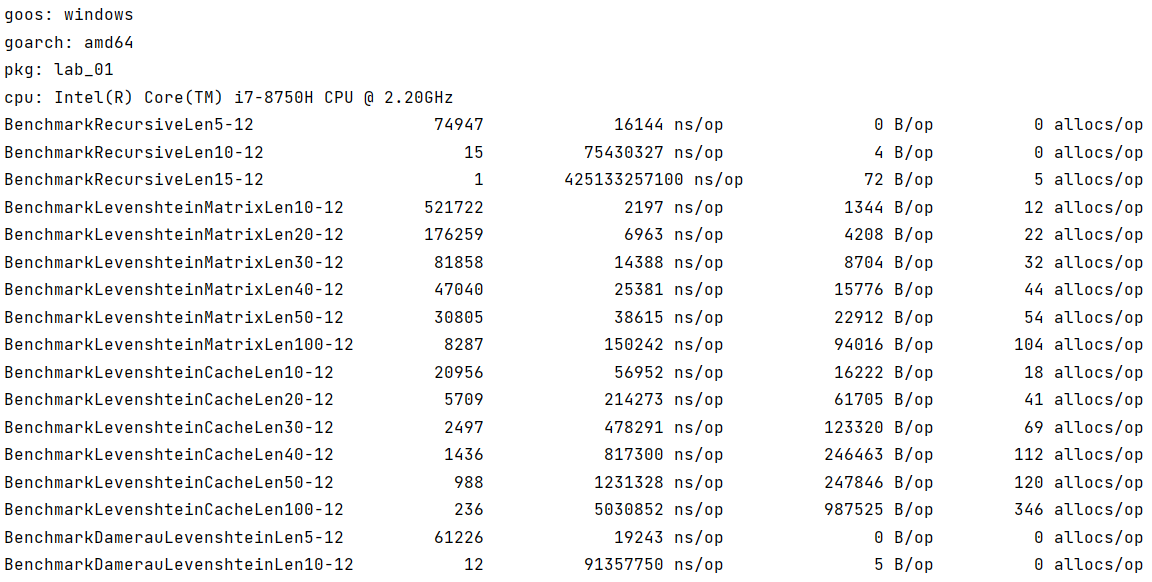 goos: windows
goarch: amd64
pkg: lab_01
cpu: Intel(R) Core(TM) i7-8750H CPU @ 2.20GHz
BenchmarkRecursiveLen5-12 74947 16144 ns/op 0 B/op 0 allocs/op
BenchmarkRecursiveLen10-12 15 75430327 ns/op 4 B/op 0 allocs/op
BenchmarkRecursiveLen15-12 1 425133257100 ns/op 72 B/op 5 allocs/op
BenchmarkLevenshteinMatrixLen10-12 521722 2197 ns/op 1344 B/op 12 allocs/op
BenchmarkLevenshteinMatrixLen20-12 176259 6963 ns/op 4208 B/op 22 allocs/op
BenchmarkLevenshteinMatrixLen30-12 81858 14388 ns/op 8704 B/op 32 allocs/op
BenchmarkLevenshteinMatrixLen40-12 47040 25381 ns/op 15776 B/op 44 allocs/op
BenchmarkLevenshteinMatrixLen50-12 30805 38615 ns/op 22912 B/op 54 allocs/op
BenchmarkLevenshteinMatrixLen100-12 8287 150242 ns/op 94016 B/op 104 allocs/op
BenchmarkLevenshteinCacheLen10-12 20956 56952 ns/op 16222 B/op 18 allocs/op
BenchmarkLevenshteinCacheLen20-12 5709 214273 ns/op 61705 B/op 41 allocs/op
BenchmarkLevenshteinCacheLen30-12 2497 478291 ns/op 123320 B/op 69 allocs/op
BenchmarkLevenshteinCacheLen40-12 1436 817300 ns/op 246463 B/op 112 allocs/op
BenchmarkLevenshteinCacheLen50-12 988 1231328 ns/op 247846 B/op 120 allocs/op
BenchmarkLevenshteinCacheLen100-12 236 5030852 ns/op 987525 B/op 346 allocs/op
BenchmarkDamerauLevenshteinLen5-12 61226 19243 ns/op 0 B/op 0 allocs/op
BenchmarkDamerauLevenshteinLen10-12 12 91357750 ns/op 5 B/op 0 allocs/op